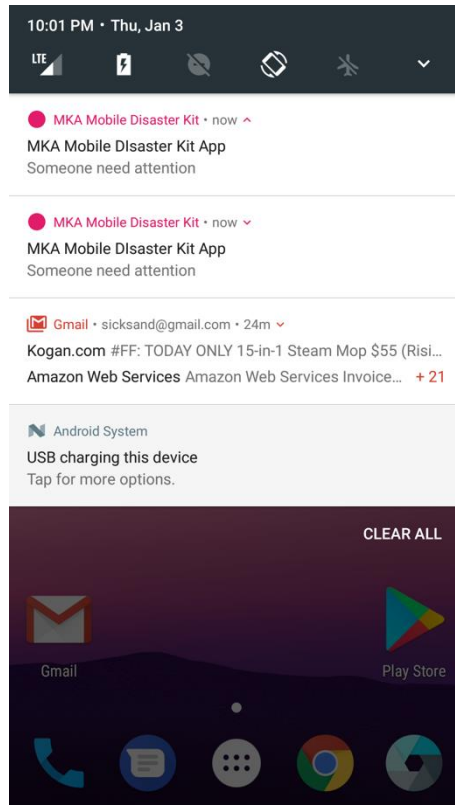 10:01 PM • Thu, Jan 3
LTE
MKA Mobile Disaster Kit • now
MKA Mobile DIsaster Kit App
Someone need attention
MKA Mobile Disaster Kit • now
MKA Mobile DIsaster Kit App
Someone need attention
Gmail • sicksand@gmail.com • 24m
Kogan.com #FF: TODAY ONLY 15-in-1 Steam Mop $55 (Risi...
Amazon Web Services Amazon Web Services Invoice... + 21
Android System
USB charging this device
Tap for more options.
CLEAR ALL
Gmail Play Store